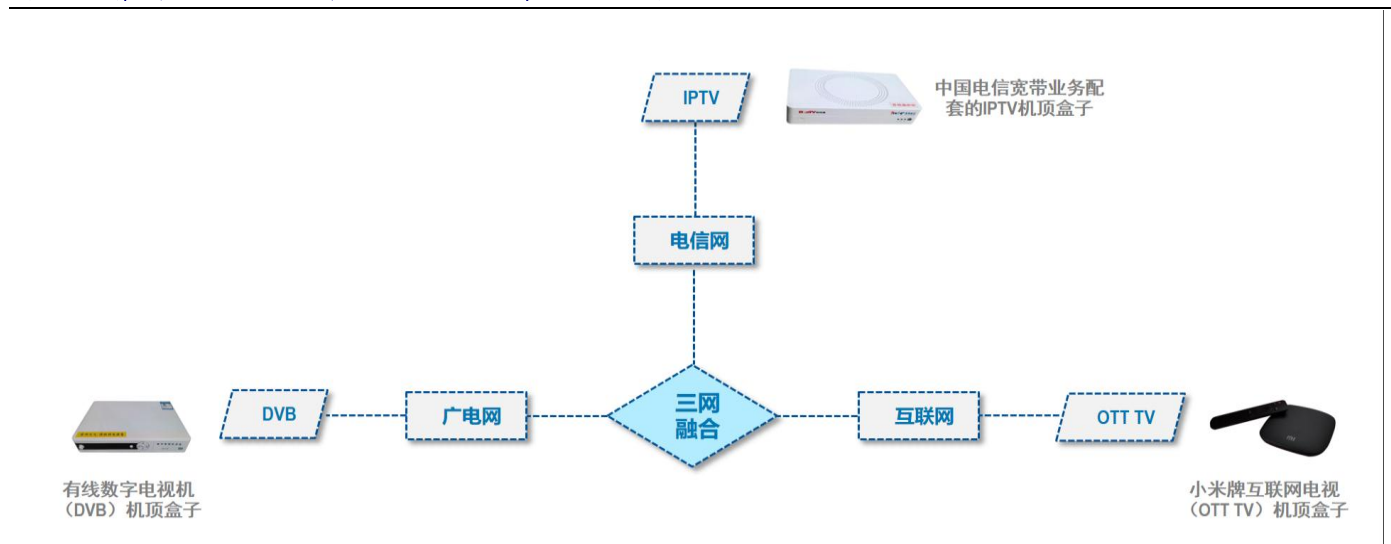 IPTV
中国电信宽带业务配
套的IPTV机顶盒子
电信网
三网
融合
DVB
广电网
互联网
OTT TV
有线数字电视机
（DVB）机顶盒子
小米牌互联网电视
（OTT TV）机顶盒子